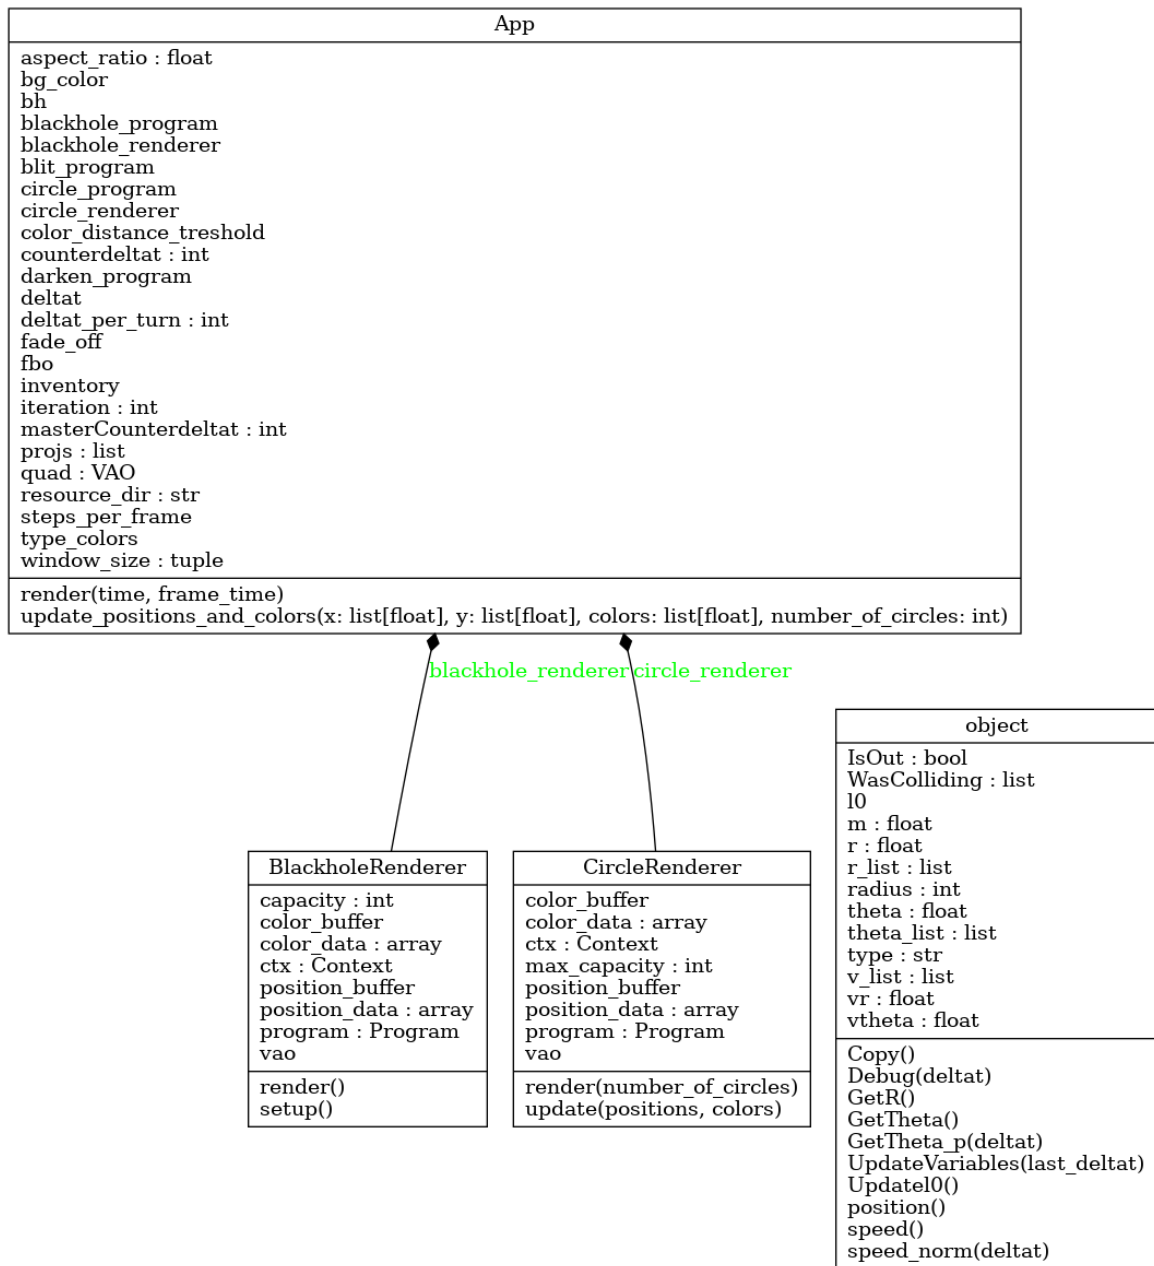 App
aspect_ratio : float
bg_color
bh
blackhole_program
blackhole_renderer
blit_program
circle_program
circle_renderer
color_distance_treshold
counterdeltat : int
darken_program
deltat
deltat_per_turn : int
fade_off
fbo
inventory
iteration : int
masterCounterdeltat : int
projs : list
quad : VAO
resource_dir : str
steps_per_frame
type_colors
window_size : tuple
render(time, frame_time)
update_positions_and_colors(x: list[float], y: list[float], colors: list[float], number_of_circles: int)
blackhole_renderer
circle_renderer
BlackholeRenderer
capacity : int
color_buffer
color_data : array
ctx : Context
position_buffer
position_data : array
program : Program
vao
render()
setup()
CircleRenderer
color_buffer
color_data : array
ctx : Context
max_capacity : int
position_buffer
position_data : array
program : Program
vao
render(number_of_circles)
update(positions, colors)
object
IsOut : bool
WasColliding : list
l0
m : float
r : float
r_list : list
radius : int
theta : float
theta_list : list
type : str
v_list : list
vr : float
vtheta : float
Copy()
Debug(deltat)
GetR()
GetTheta()
GetTheta_p(deltat)
UpdateVariables(last_deltat)
Updatel0()
position()
speed()
speed_norm(deltat)